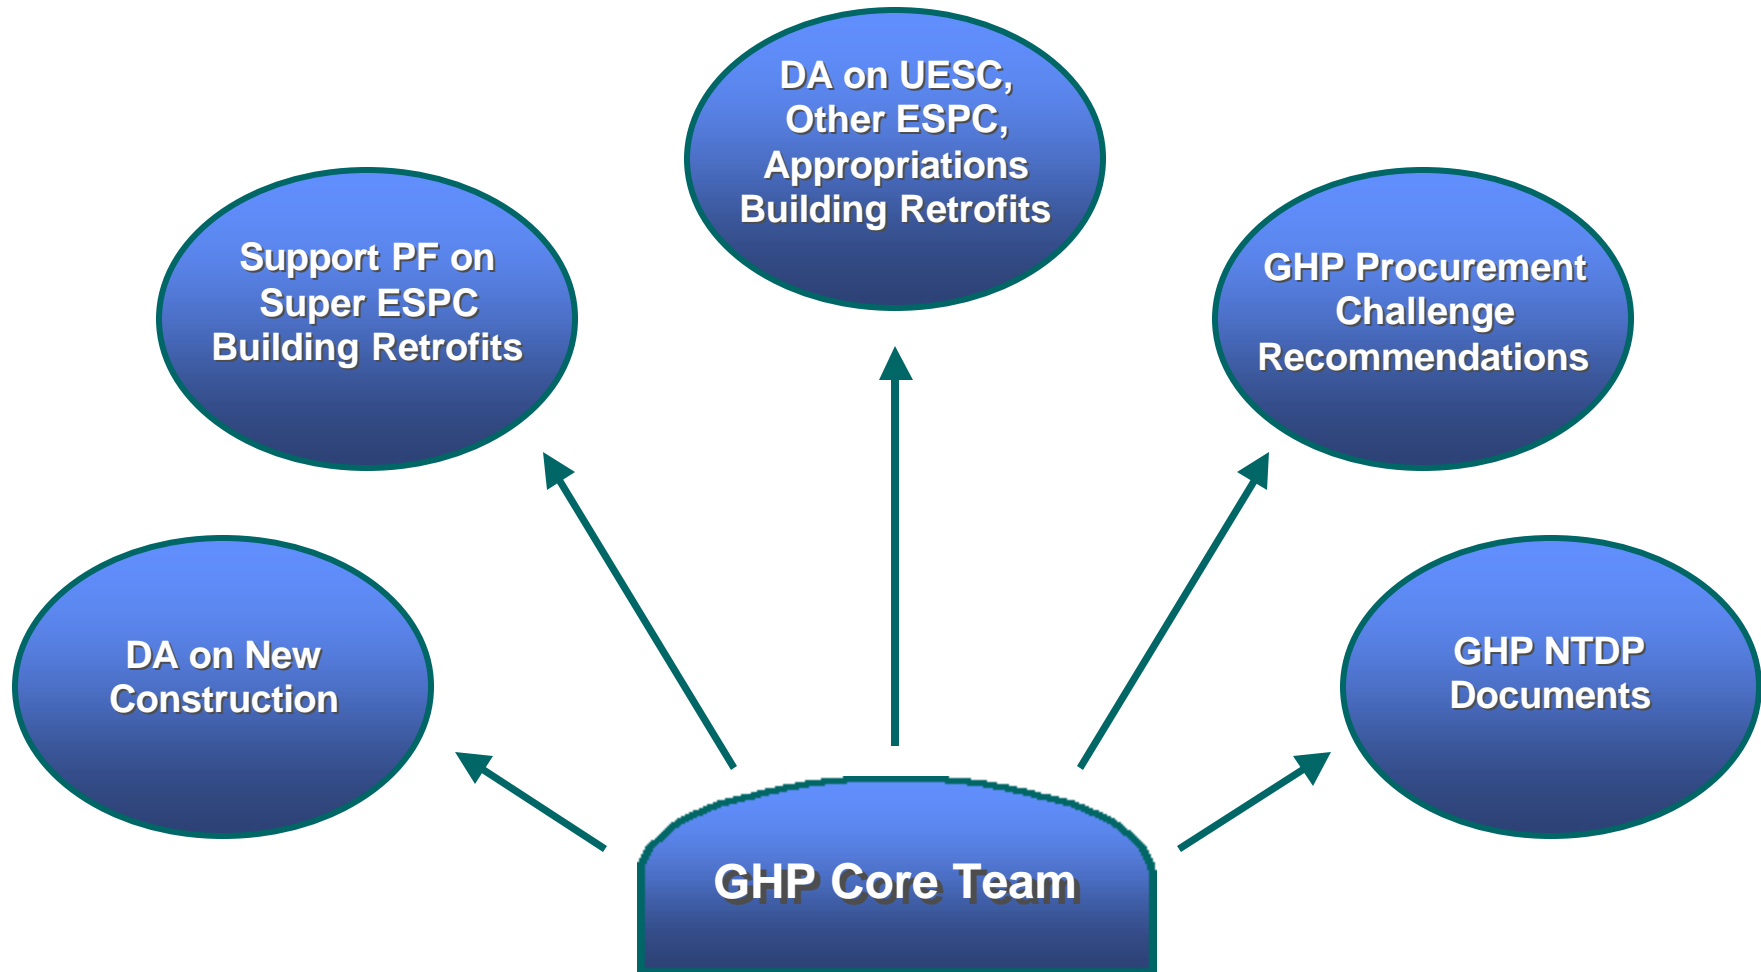 DA on UESC,
Other ESPC,
Appropriations
Building Retrofits
Support PF on
Super ESPC
Building Retrofits
GHP Procurement
Challenge
Recommendations
DA on New
Construction
GHP NTDP
Documents
GHP Core Team